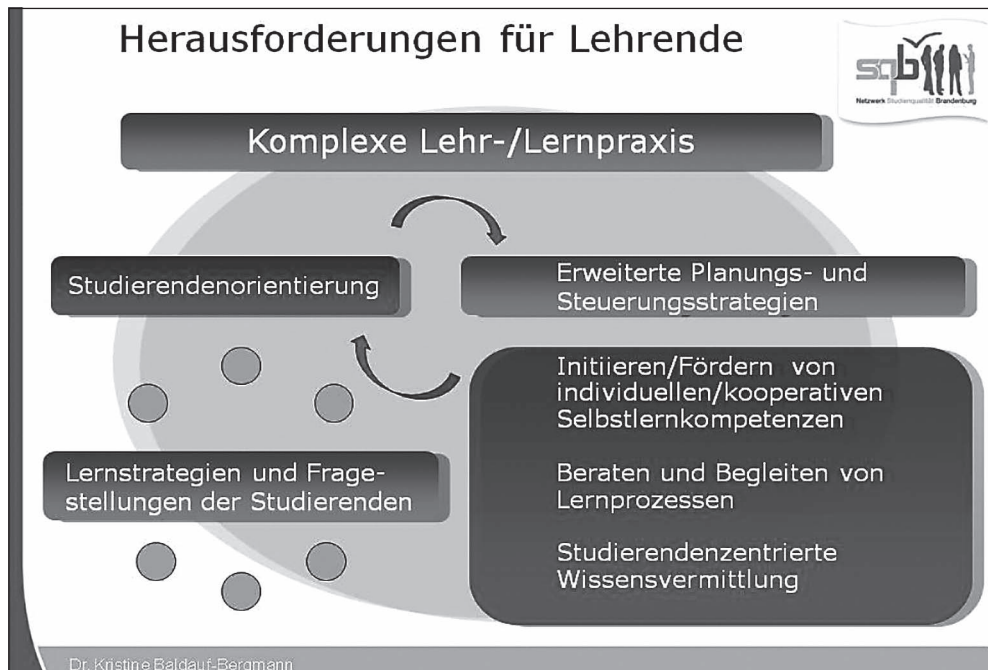 Herausforderungen für Lehrende
sqb
Netzwerk Studienqualität Brandenburg
Komplexe Lehr-/Lernpraxis
Studierendenorientierung
Erweiterte Planungs- und
Steuerungsstrategien
Initiieren/Fördern von
individuellen/kooperativen
Selbstlernkompetenzen
Lernstrategien und Frage-
stellungen der Studierenden
Beraten und Begleiten von
Lernprozessen
Studierendenzentrierte
Wissensvermittlung
Dr. Kristine Baldauf-Bergmann